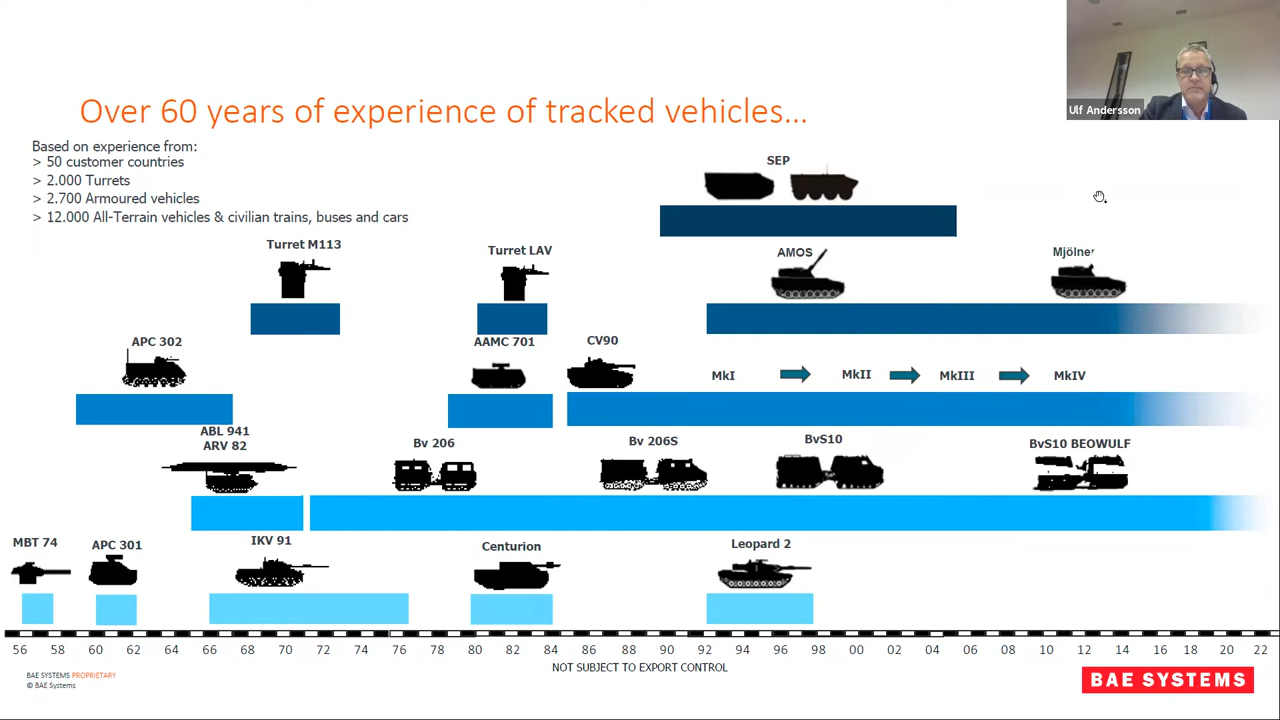 Ulf Andersson
Over 60 years of experience of tracked vehicles...
Based on experience from:
> 50 customer countries
> 2.000 Turrets
> 2.700 Armoured vehicles
> 12.000 All-Terrain vehicles & civilian trains, buses and cars
SEP
Turret M113
Turret LAV
AMOS
Mjölner
APC 302
AAMC 701
CV90
MkI
MkII
MkIII
MkIV
ABL 941
ARV 82
Bv 206
Bv 206S
BvS10
BvS10 BEOWULF
MBT 74
APC 301
IKV 91
Centurion
Leopard 2
56 58 62 64 66 68 70 72 74 76 78 80 82 84 86 88 90 92 94 96 98 00 02 04 06 08 10 12 14 16 18 20 22
NOT SUBJECT TO EXPORT CONTROL
BAE SYSTEMS PROPRIETARY
© BAE Systems
BAE SYSTEMS